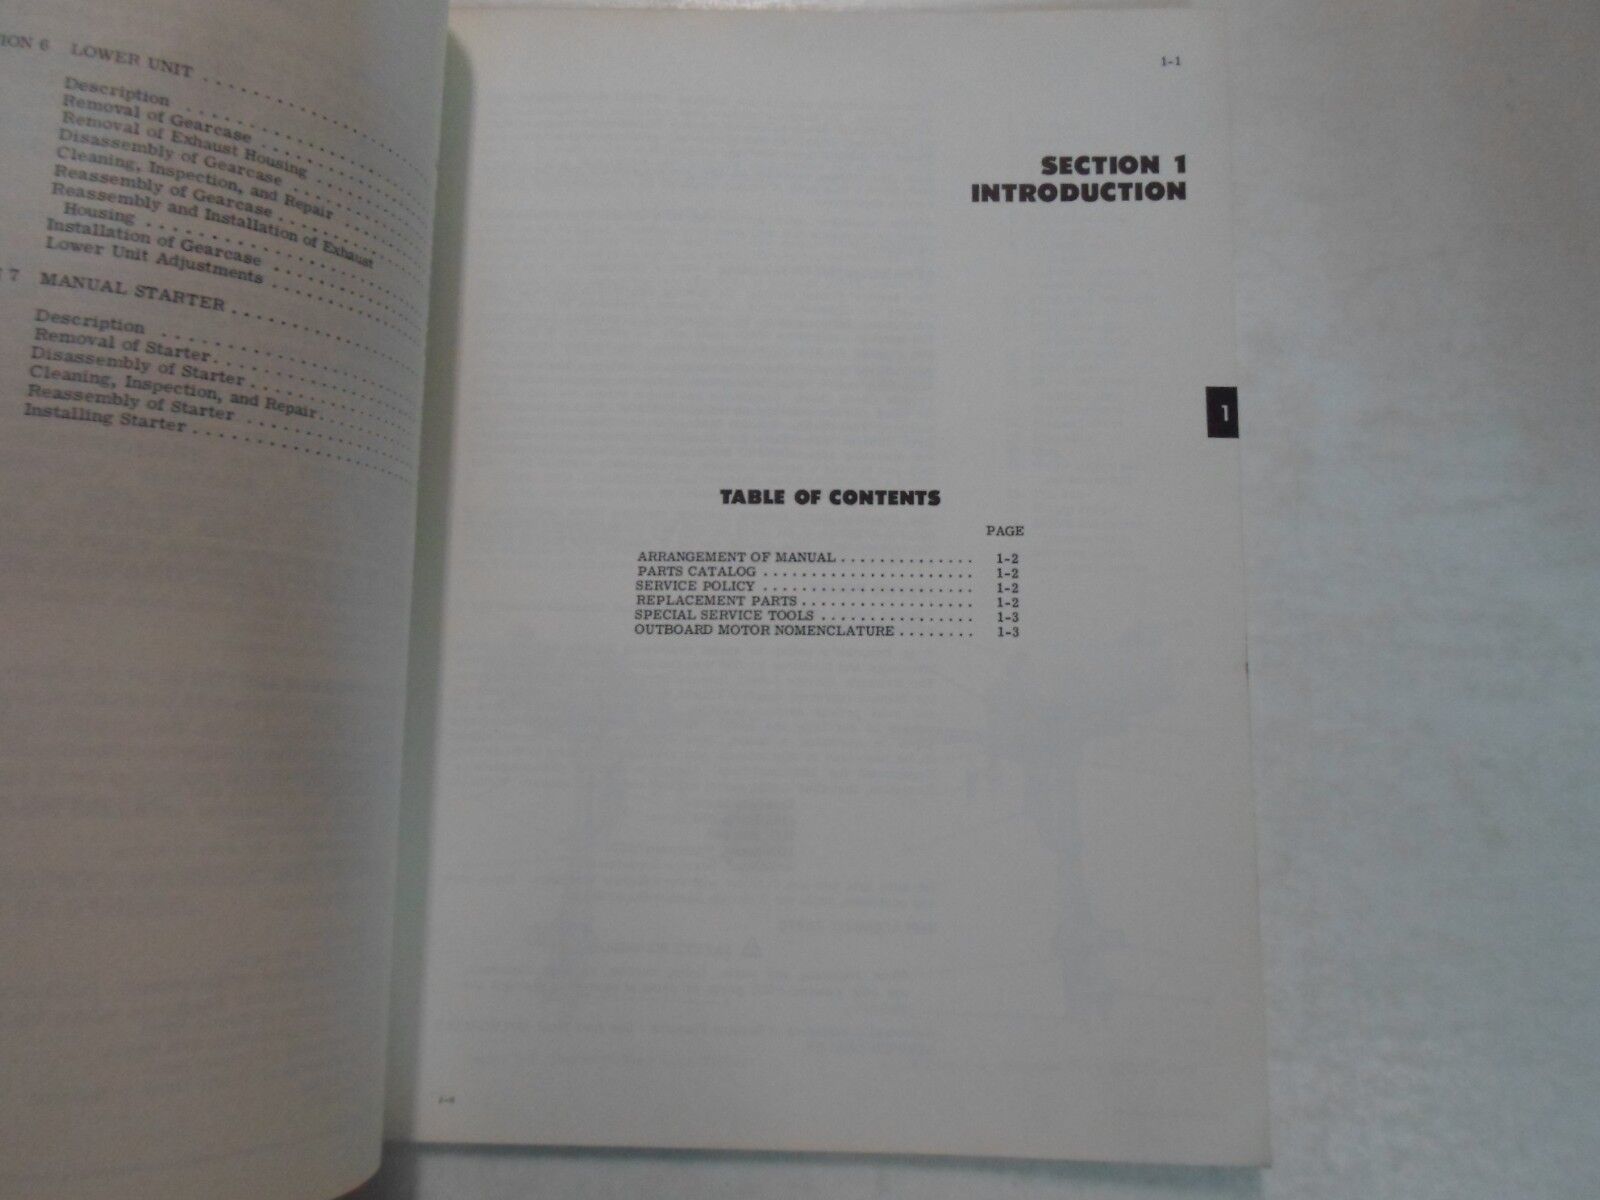 ION 6 LOWER UNIT . . . . . . . . . . . . . . .
Description . . . . . . . . . . . . . . . . .
Removal of Gearcase . . . . . . . . . . .
Removal of Exhaust Housing . . . . . . .
Disassembly of Gearcase . . . . . . . . .
Cleaning, Inspection, and Repair . . . . .
Reassembly of Gearcase . . . . . . . . . .
Reassembly and Installation of Exhaust
Housing . . . . . . . . . . . . . . . . .
Installation of Gearcase . . . . . . . . . .
Lower Unit Adjustments . . . . . . . . . .
7 MANUAL STARTER . . . . . . . . . . . .
Description . . . . . . . . . . . . . . . . .
Removal of Starter . . . . . . . . . . . . .
Disassembly of Starter . . . . . . . . . . .
Cleaning, Inspection, and Repair . . . . .
Reassembly of Starter . . . . . . . . . . .
Installing Starter . . . . . . . . . . . . . .
1-1
SECTION 1
INTRODUCTION
1
TABLE OF CONTENTS
PAGE
ARRANGEMENT OF MANUAL . . . . . . . . . . . . . . 1-2
PARTS CATALOG . . . . . . . . . . . . . . . . . . . . . . 1-2
SERVICE POLICY . . . . . . . . . . . . . . . . . . . . . . 1-2
REPLACEMENT PARTS . . . . . . . . . . . . . . . . . . 1-2
SPECIAL SERVICE TOOLS . . . . . . . . . . . . . . . . 1-3
OUTBOARD MOTOR NOMENCLATURE . . . . . . . . 1-3